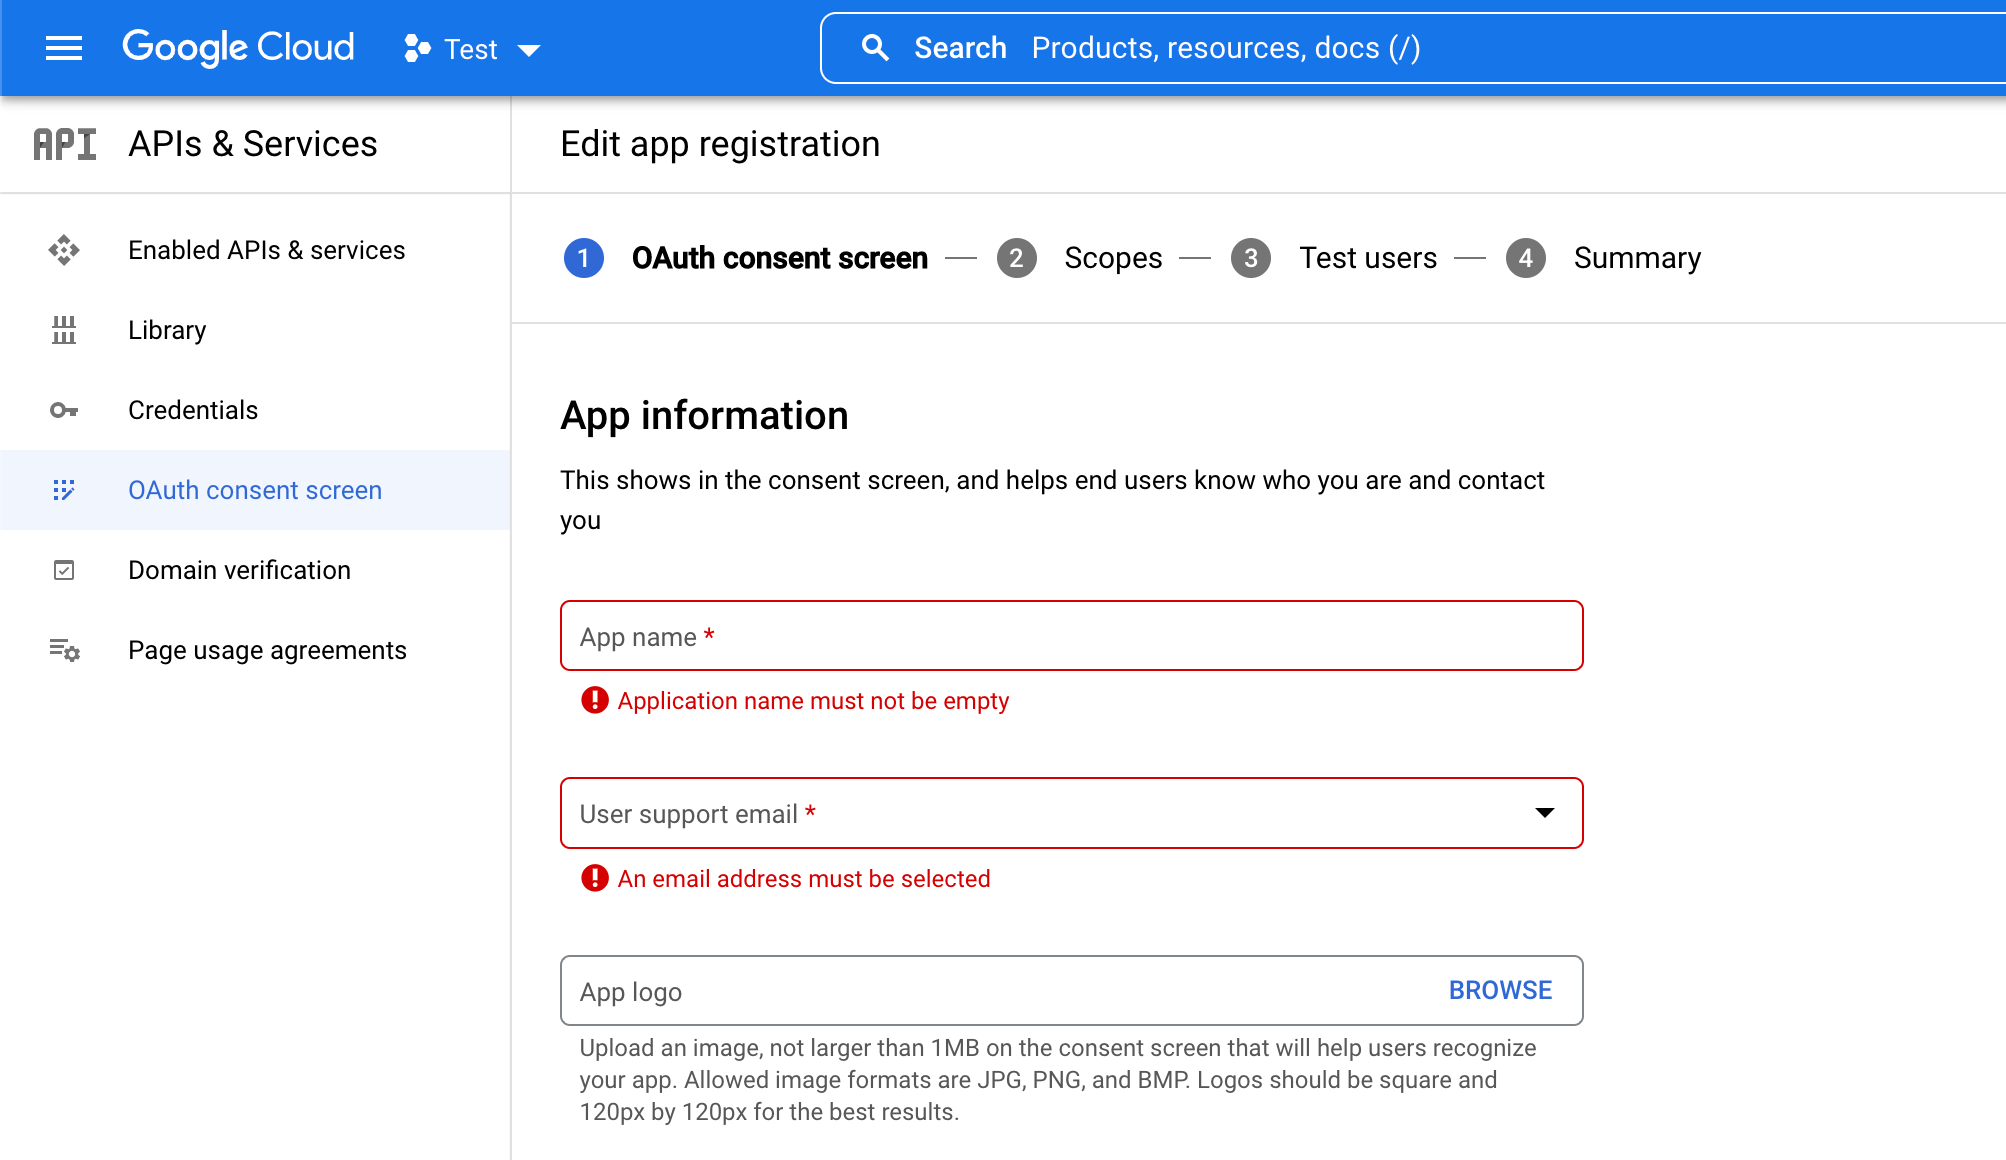 Google Cloud
Test
Search Products, resources, docs (/)
API APIs & Services
Edit app registration
Enabled APIs & services
Library
Credentials
OAuth consent screen
Domain verification
Page usage agreements
1 OAuth consent screen — 2 Scopes — 3 Test users — 4 Summary
App information
This shows in the consent screen, and helps end users know who you are and contact
you
App name *
Application name must not be empty
User support email *
An email address must be selected
App logo BROWSE
Upload an image, not larger than 1MB on the consent screen that will help users recognize
your app. Allowed image formats are JPG, PNG, and BMP. Logos should be square and
120px by 120px for the best results.